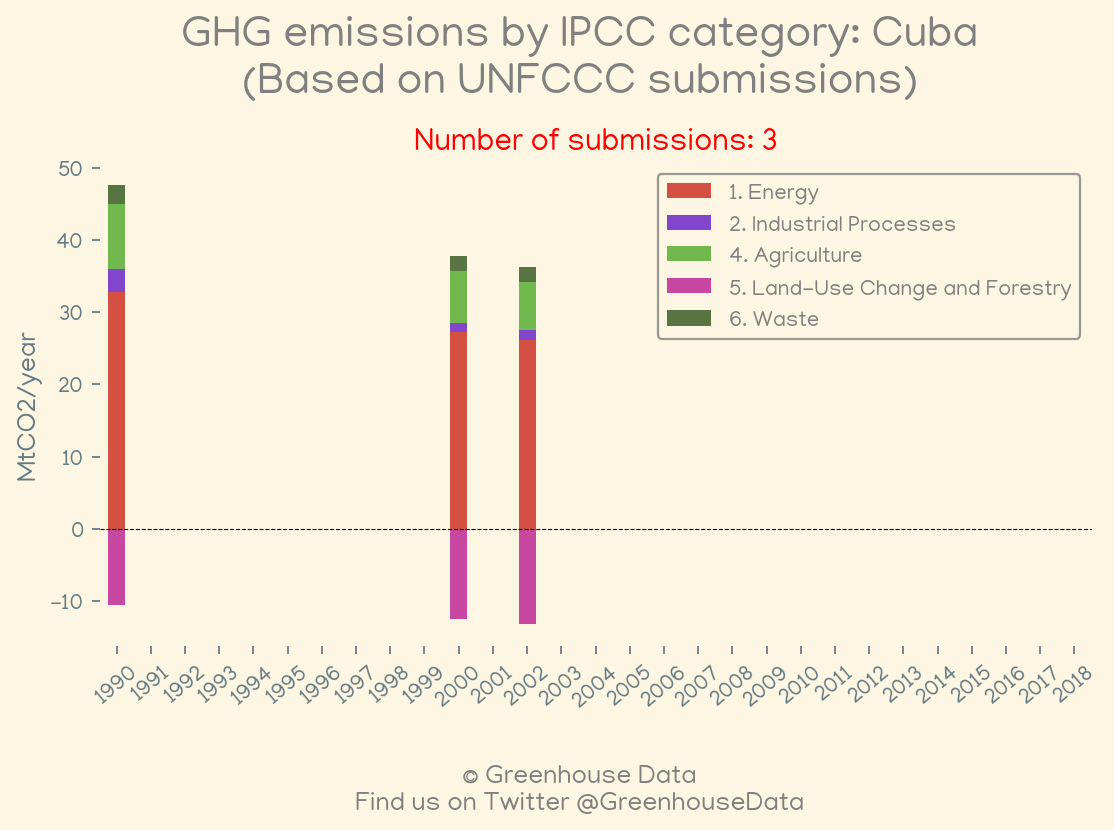 GHG emissions by IPCC category: Cuba
(Based on UNFCCC submissions)
Number of submissions: 3
50
40
30
20
10
0
−10
MtCO2/year
1. Energy
2. Industrial Processes
4. Agriculture
5. Land-Use Change and Forestry
6. Waste
1990 1991 1992 1993 1994 1995 1996 1997 1998 1999 2000 2001 2002 2003 2004 2005 2006 2007 2008 2009 2010 2011 2012 2013 2014 2015 2016 2017 2018
© Greenhouse Data
Find us on Twitter @GreenhouseData